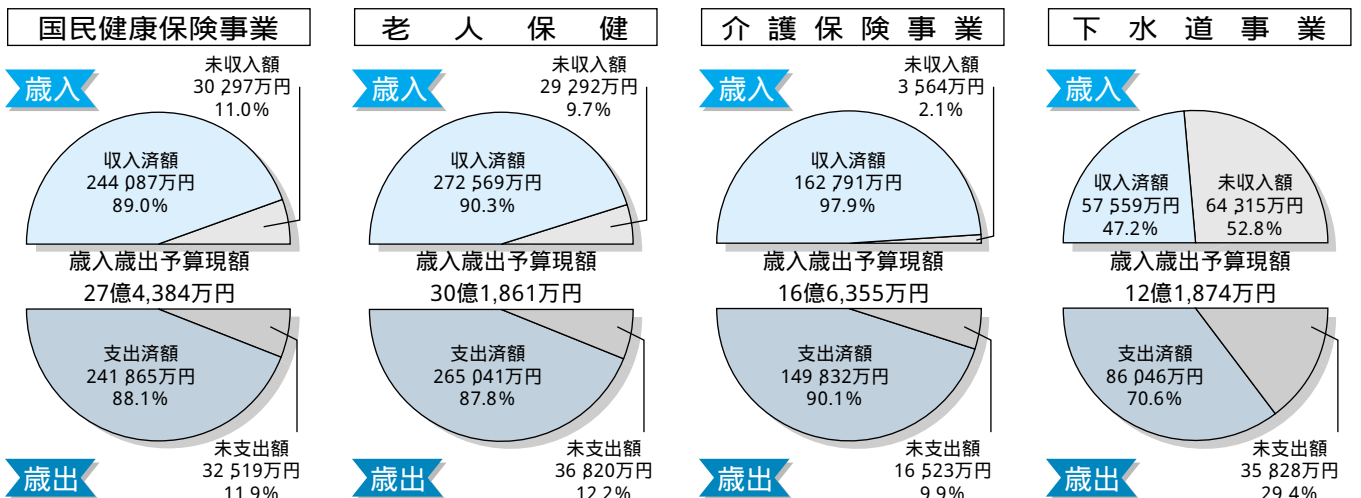 国民健康保険事業
歳入
未収入額
30,297万円
11.0%
収入済額
244,087万円
89.0%
歳入歳出予算現額
27億4,384万円
支出済額
241,865万円
88.1%
未支出額
32,519万円
11.9%
歳出
老人保健
歳入
未収入額
29,292万円
9.7%
収入済額
272,569万円
90.3%
歳入歳出予算現額
30億1,861万円
支出済額
265,041万円
87.8%
未支出額
36,820万円
12.2%
歳出
介護保険事業
歳入
未収入額
3,564万円
2.1%
収入済額
162,791万円
97.9%
歳入歳出予算現額
16億6,355万円
支出済額
149,832万円
90.1%
未支出額
16,523万円
9.9%
歳出
下水道事業
歳入
収入済額
57,559万円
47.2%
未収入額
64,315万円
52.8%
歳入歳出予算現額
12億1,874万円
支出済額
86,046万円
70.6%
未支出額
35,828万円
29.4%
歳出